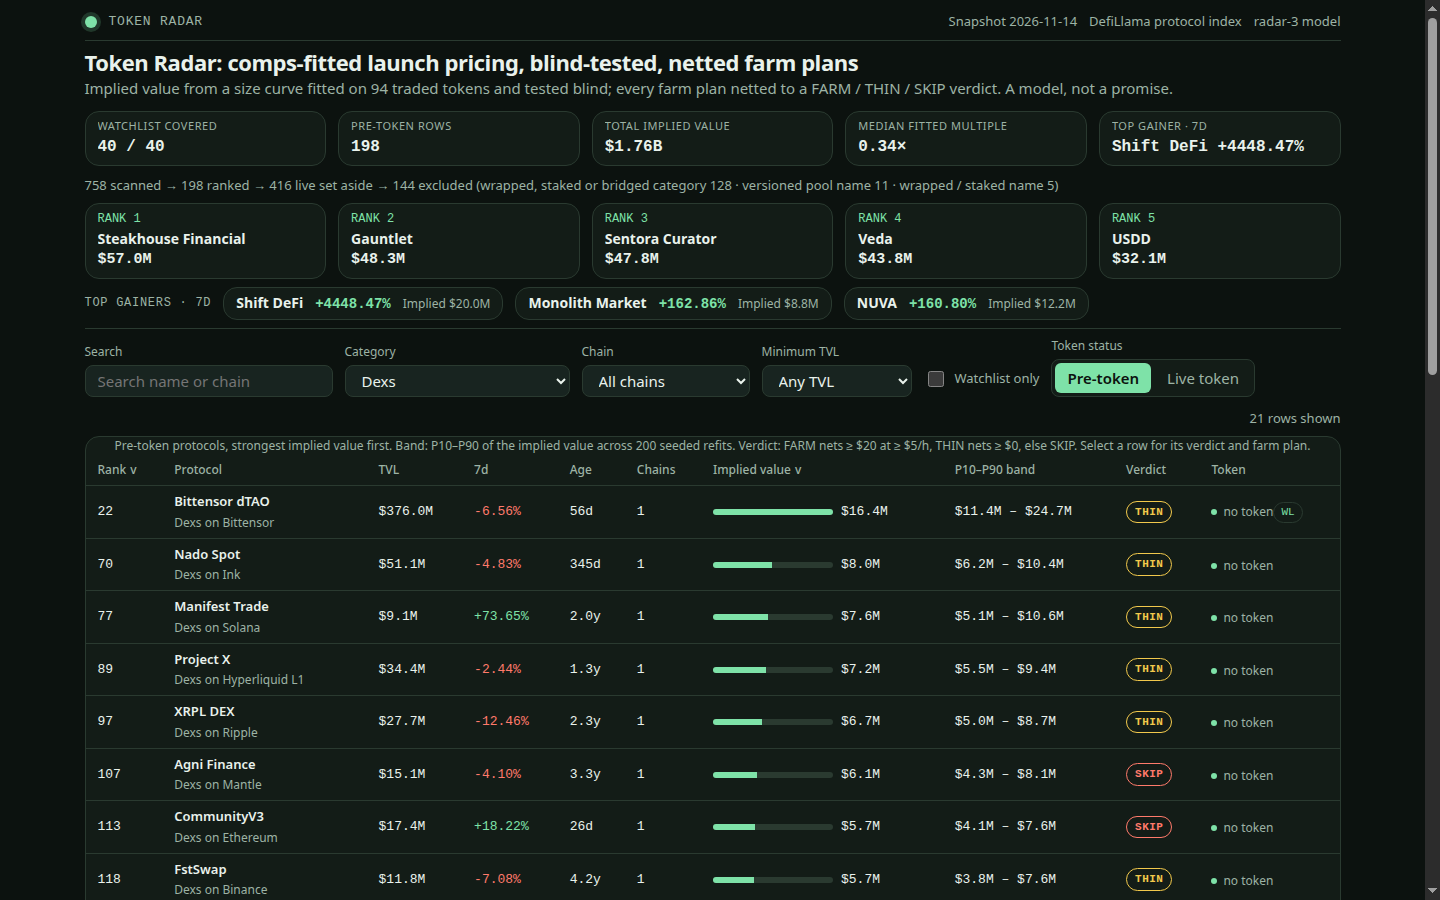 TOKEN RADAR
Snapshot 2026-11-14 DefiLlama protocol index radar-3 model
Token Radar: comps-fitted launch pricing, blind-tested, netted farm plans
Implied value from a size curve fitted on 94 traded tokens and tested blind; every farm plan netted to a FARM / THIN / SKIP verdict. A model, not a promise.
WATCHLIST COVERED
40 / 40
PRE-TOKEN ROWS
198
TOTAL IMPLIED VALUE
$1.76B
MEDIAN FITTED MULTIPLE
0.34×
TOP GAINER · 7D
Shift DeFi +4448.47%
758 scanned → 198 ranked → 416 live set aside → 144 excluded (wrapped, staked or bridged category 128 · versioned pool name 11 · wrapped / staked name 5)
RANK 1
Steakhouse Financial
$57.0M
RANK 2
Gauntlet
$48.3M
RANK 3
Sentora Curator
$47.8M
RANK 4
Veda
$43.8M
RANK 5
USDD
$32.1M
TOP GAINERS · 7D Shift DeFi +4448.47% Implied $20.0M Monolith Market +162.86% Implied $8.8M NUVA +160.80% Implied $12.2M
Search
Search name or chain
Category
Dexs
Chain
All chains
Minimum TVL
Any TVL
Watchlist only
Token status
Pre-token Live token
21 rows shown
Pre-token protocols, strongest implied value first. Band: P10–P90 of the implied value across 200 seeded refits. Verdict: FARM nets ≥ $20 at ≥ $5/h, THIN nets ≥ $0, else SKIP. Select a row for its verdict and farm plan.
Rank v Protocol TVL 7d Age Chains Implied value v P10–P90 band Verdict Token
22 Bittensor dTAO $376.0M -6.56% 56d 1 $16.4M $11.4M – $24.7M THIN no token WL
Dexs on Bittensor
70 Nado Spot $51.1M -4.83% 345d 1 $8.0M $6.2M – $10.4M THIN no token
Dexs on Ink
77 Manifest Trade $9.1M +73.65% 2.0y 1 $7.6M $5.1M – $10.6M THIN no token
Dexs on Solana
89 Project X $34.4M -2.44% 1.3y 1 $7.2M $5.5M – $9.4M THIN no token
Dexs on Hyperliquid L1
97 XRPL DEX $27.7M -12.46% 2.3y 1 $6.7M $5.0M – $8.7M THIN no token
Dexs on Ripple
107 Agni Finance $15.1M -4.10% 3.3y 1 $6.1M $4.3M – $8.1M SKIP no token
Dexs on Mantle
113 CommunityV3 $17.4M +18.22% 26d 1 $5.7M $4.1M – $7.6M SKIP no token
Dexs on Ethereum
118 FstSwap $11.8M -7.08% 4.2y 1 $5.7M $3.8M – $7.6M THIN no token
Dexs on Binance